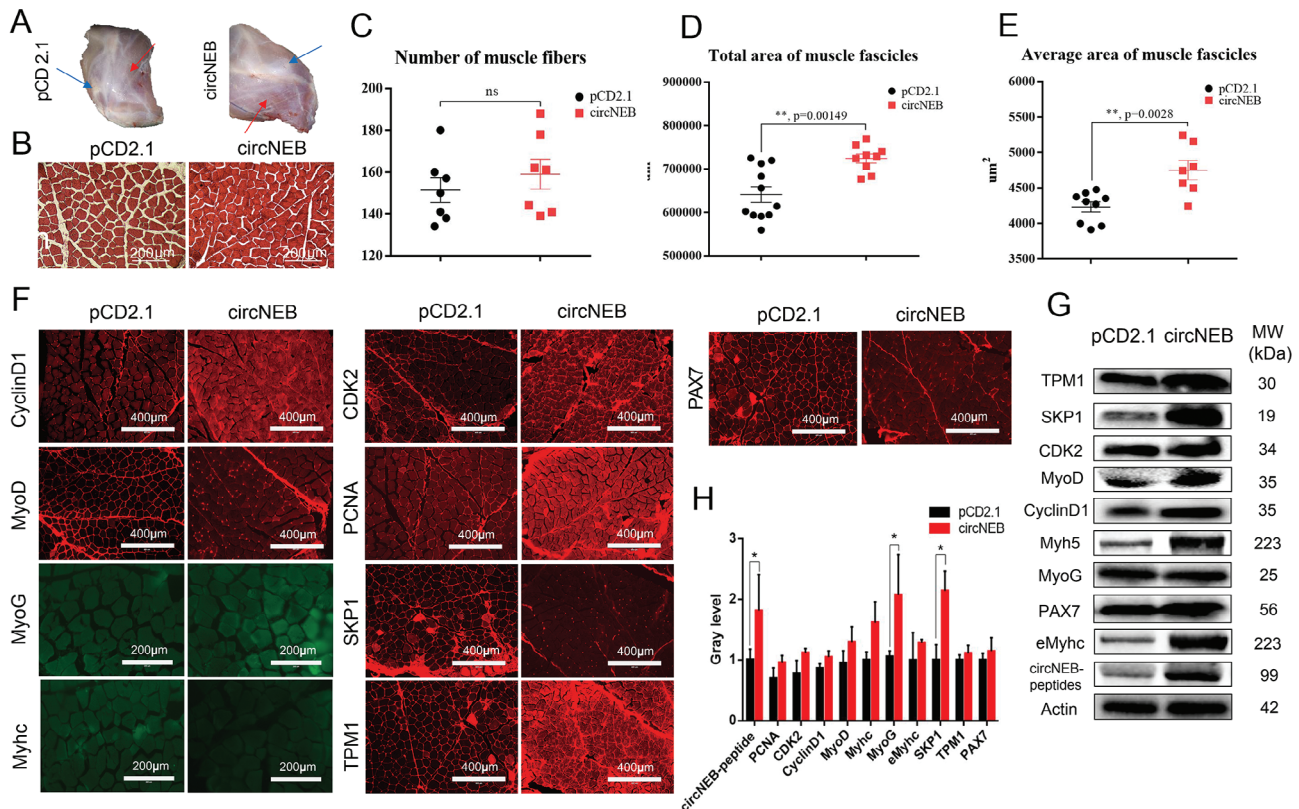 A
pCD 2.1
circNEB
B
pCD2.1
circNEB
200μm
200μm
C
Number of muscle fibers
ns
pCD2.1
circNEB
200
180
160
140
120
D
Total area of muscle fascicles
**, p=0.00149
pCD2.1
circNEB
900000
800000
700000
600000
500000
E
Average area of muscle fascicles
**, p=0.0028
pCD2.1
circNEB
um²
6000
5500
5000
4500
4000
3500
F
pCD2.1
circNEB
CyclinD1
400μm
400μm
MyoD
400μm
400μm
MyoG
200μm
200μm
Myhc
200μm
200μm
pCD2.1
circNEB
CDK2
400μm
400μm
PCNA
400μm
400μm
SKP1
400μm
400μm
TPM1
400μm
400μm
pCD2.1
circNEB
PAX7
400μm
400μm
G
pCD2.1 circNEB
MW
(kDa)
TPM1 30
SKP1 19
CDK2 34
MyoD 35
CyclinD1 35
Myh5 223
MyoG 25
PAX7 56
eMyhc 223
circNEB-
peptides 99
Actin 42
H
pCD2.1
circNEB
Gray level
3
2
1
0
*
*
*
circNEB-peptide
PCNA
CDK2
CyclinD1
MyoD
Myhc
MyoG
eMyhc
SKP1
TPM1
PAX7